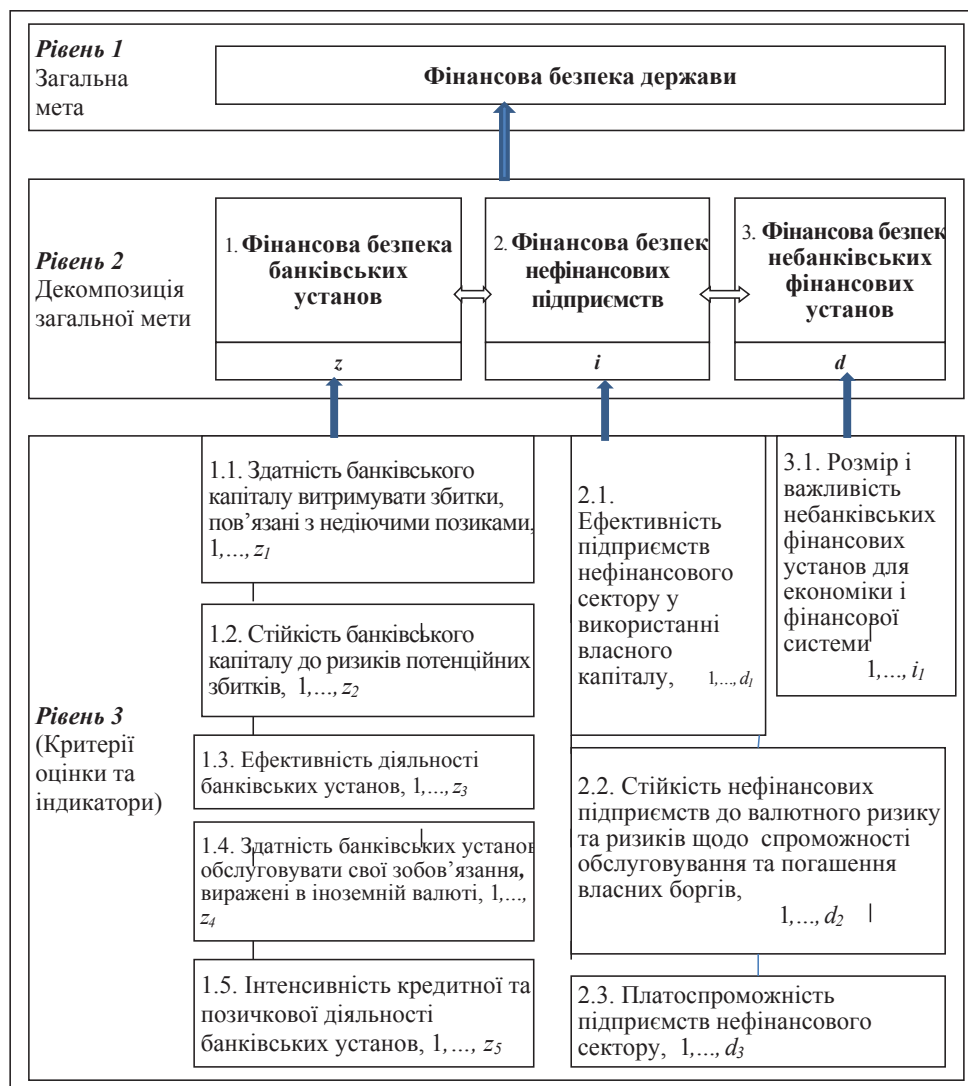 Рівень 1
Загальна
мета
Фінансова безпека держави
Рівень 2
Декомпозиція
загальної мети
1. Фінансова безпека
банківських
установ
z
2. Фінансова безпек
нефінансових
підприємств
i
3. Фінансова безпек
небанківських
фінансових
установ
d
Рівень 3
(Критерії
оцінки та
індикатори)
1.1. Здатність банківського
капіталу витримувати збитки,
пов’язані з недіючими позиками,
1,..., z1
1.2. Стійкість банківського
капіталу до ризиків потенційних
збитків, 1,..., z2
1.3. Ефективність діяльності
банківських установ, 1,..., z3
1.4. Здатність банківських установ
обслуговувати свої зобов’язання,
виражені в іноземній валюті, 1,...,
z4
1.5. Інтенсивність кредитної та
позичкової діяльності
банківських установ, 1,..., z5
2.1.
Ефективність
підприємств
нефінансового
сектору у
використанні
власного
капіталу, 1,..., d1
2.2. Стійкість нефінансових
підприємств до валютного ризику
та ризиків щодо спроможності
обслуговування та погашення
власних боргів,
1,..., d2
2.3. Платоспроможність
підприємств нефінансового
сектору, 1,..., d3
3.1. Розмір і
важливість
небанківських
фінансових
установ для
економіки і
фінансової
системи
1,..., i1